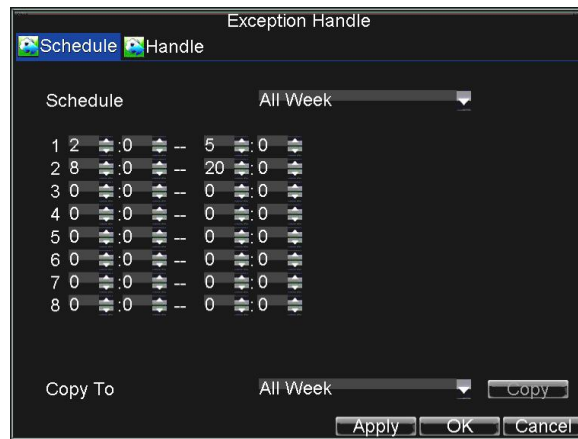 Exception Handle
Schedule Handle
Schedule All Week
1 2 :0 -- 5 :0
2 8 :0 -- 20 :0
3 0 :0 -- 0 :0
4 0 :0 -- 0 :0
5 0 :0 -- 0 :0
6 0 :0 -- 0 :0
7 0 :0 -- 0 :0
8 0 :0 -- 0 :0
Copy To All Week Copy
Apply OK Cancel